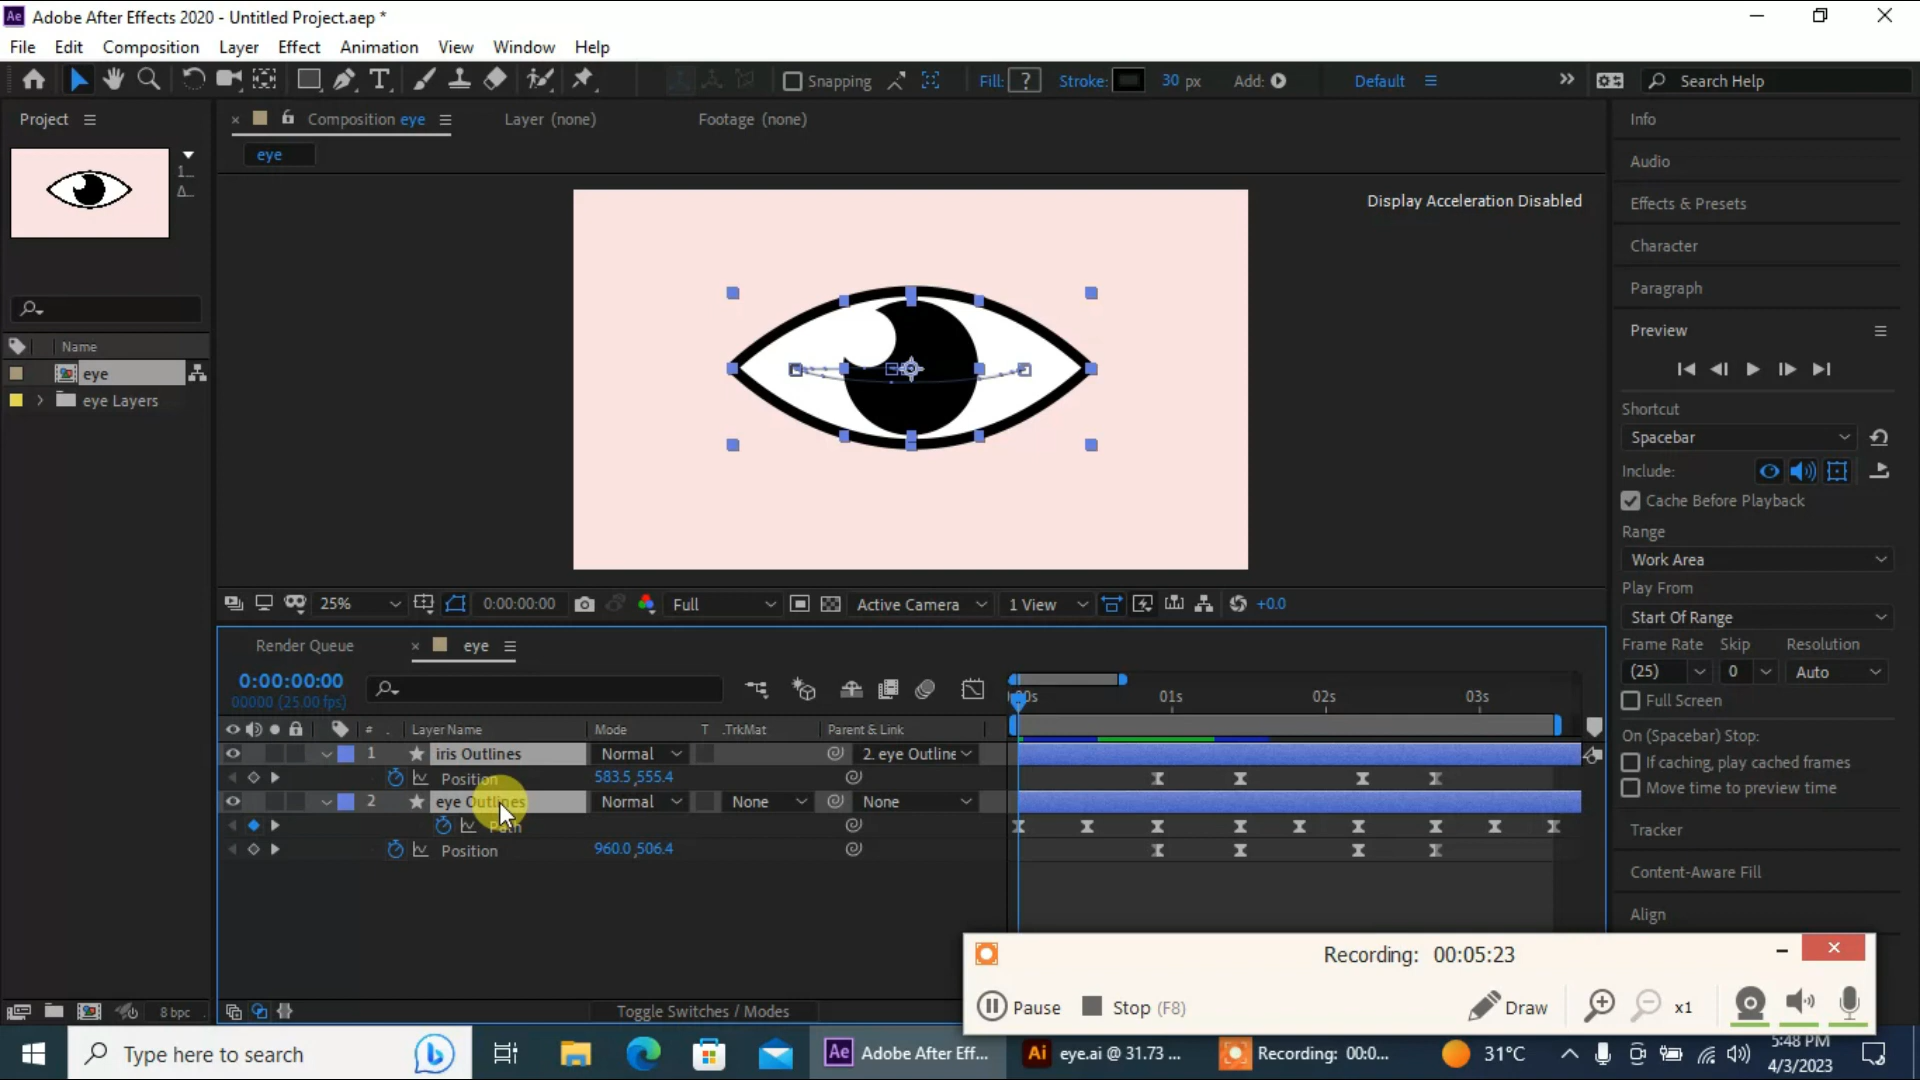 Adobe After Effects 2020 - Untitled Project.aep *
File Edit Composition Layer Effect Animation View Window Help
Snapping Fill: ? Stroke: 30 px Add: Default Search Help
Project
Composition eye Layer (none) Footage (none)
eye
1...
Δ...
Display Acceleration Disabled
Name
eye
eye Layers
25% 0:00:00:00 Full Active Camera 1 View +0.0
Info
Audio
Effects & Presets
Character
Paragraph
Preview
Shortcut
Spacebar
Include:
Cache Before Playback
Range
Work Area
Play From
Start Of Range
Frame Rate Skip Resolution
(25) 0 Auto
Full Screen
On (Spacebar) Stop:
If caching, play cached frames
Move time to preview time
Tracker
Content-Aware Fill
Align
Render Queue eye
0:00:00:00
00000 (25.00 fps)
01s 02s 03s
# . Layer Name Mode T .TrkMat Parent & Link
1 iris Outlines Normal 2. eye Outline
Position 583.5,555.4
2 eye Outlines Normal None None
Position 960.0,506.4
8 bpc
Toggle Switches / Modes
Recording: 00:05:23
Pause Stop (F8) Draw x1
Type here to search
Adobe After Eff... eye.ai @ 31.73 ... Recording: 00:0... 31°C
5:48 PM
4/3/2023